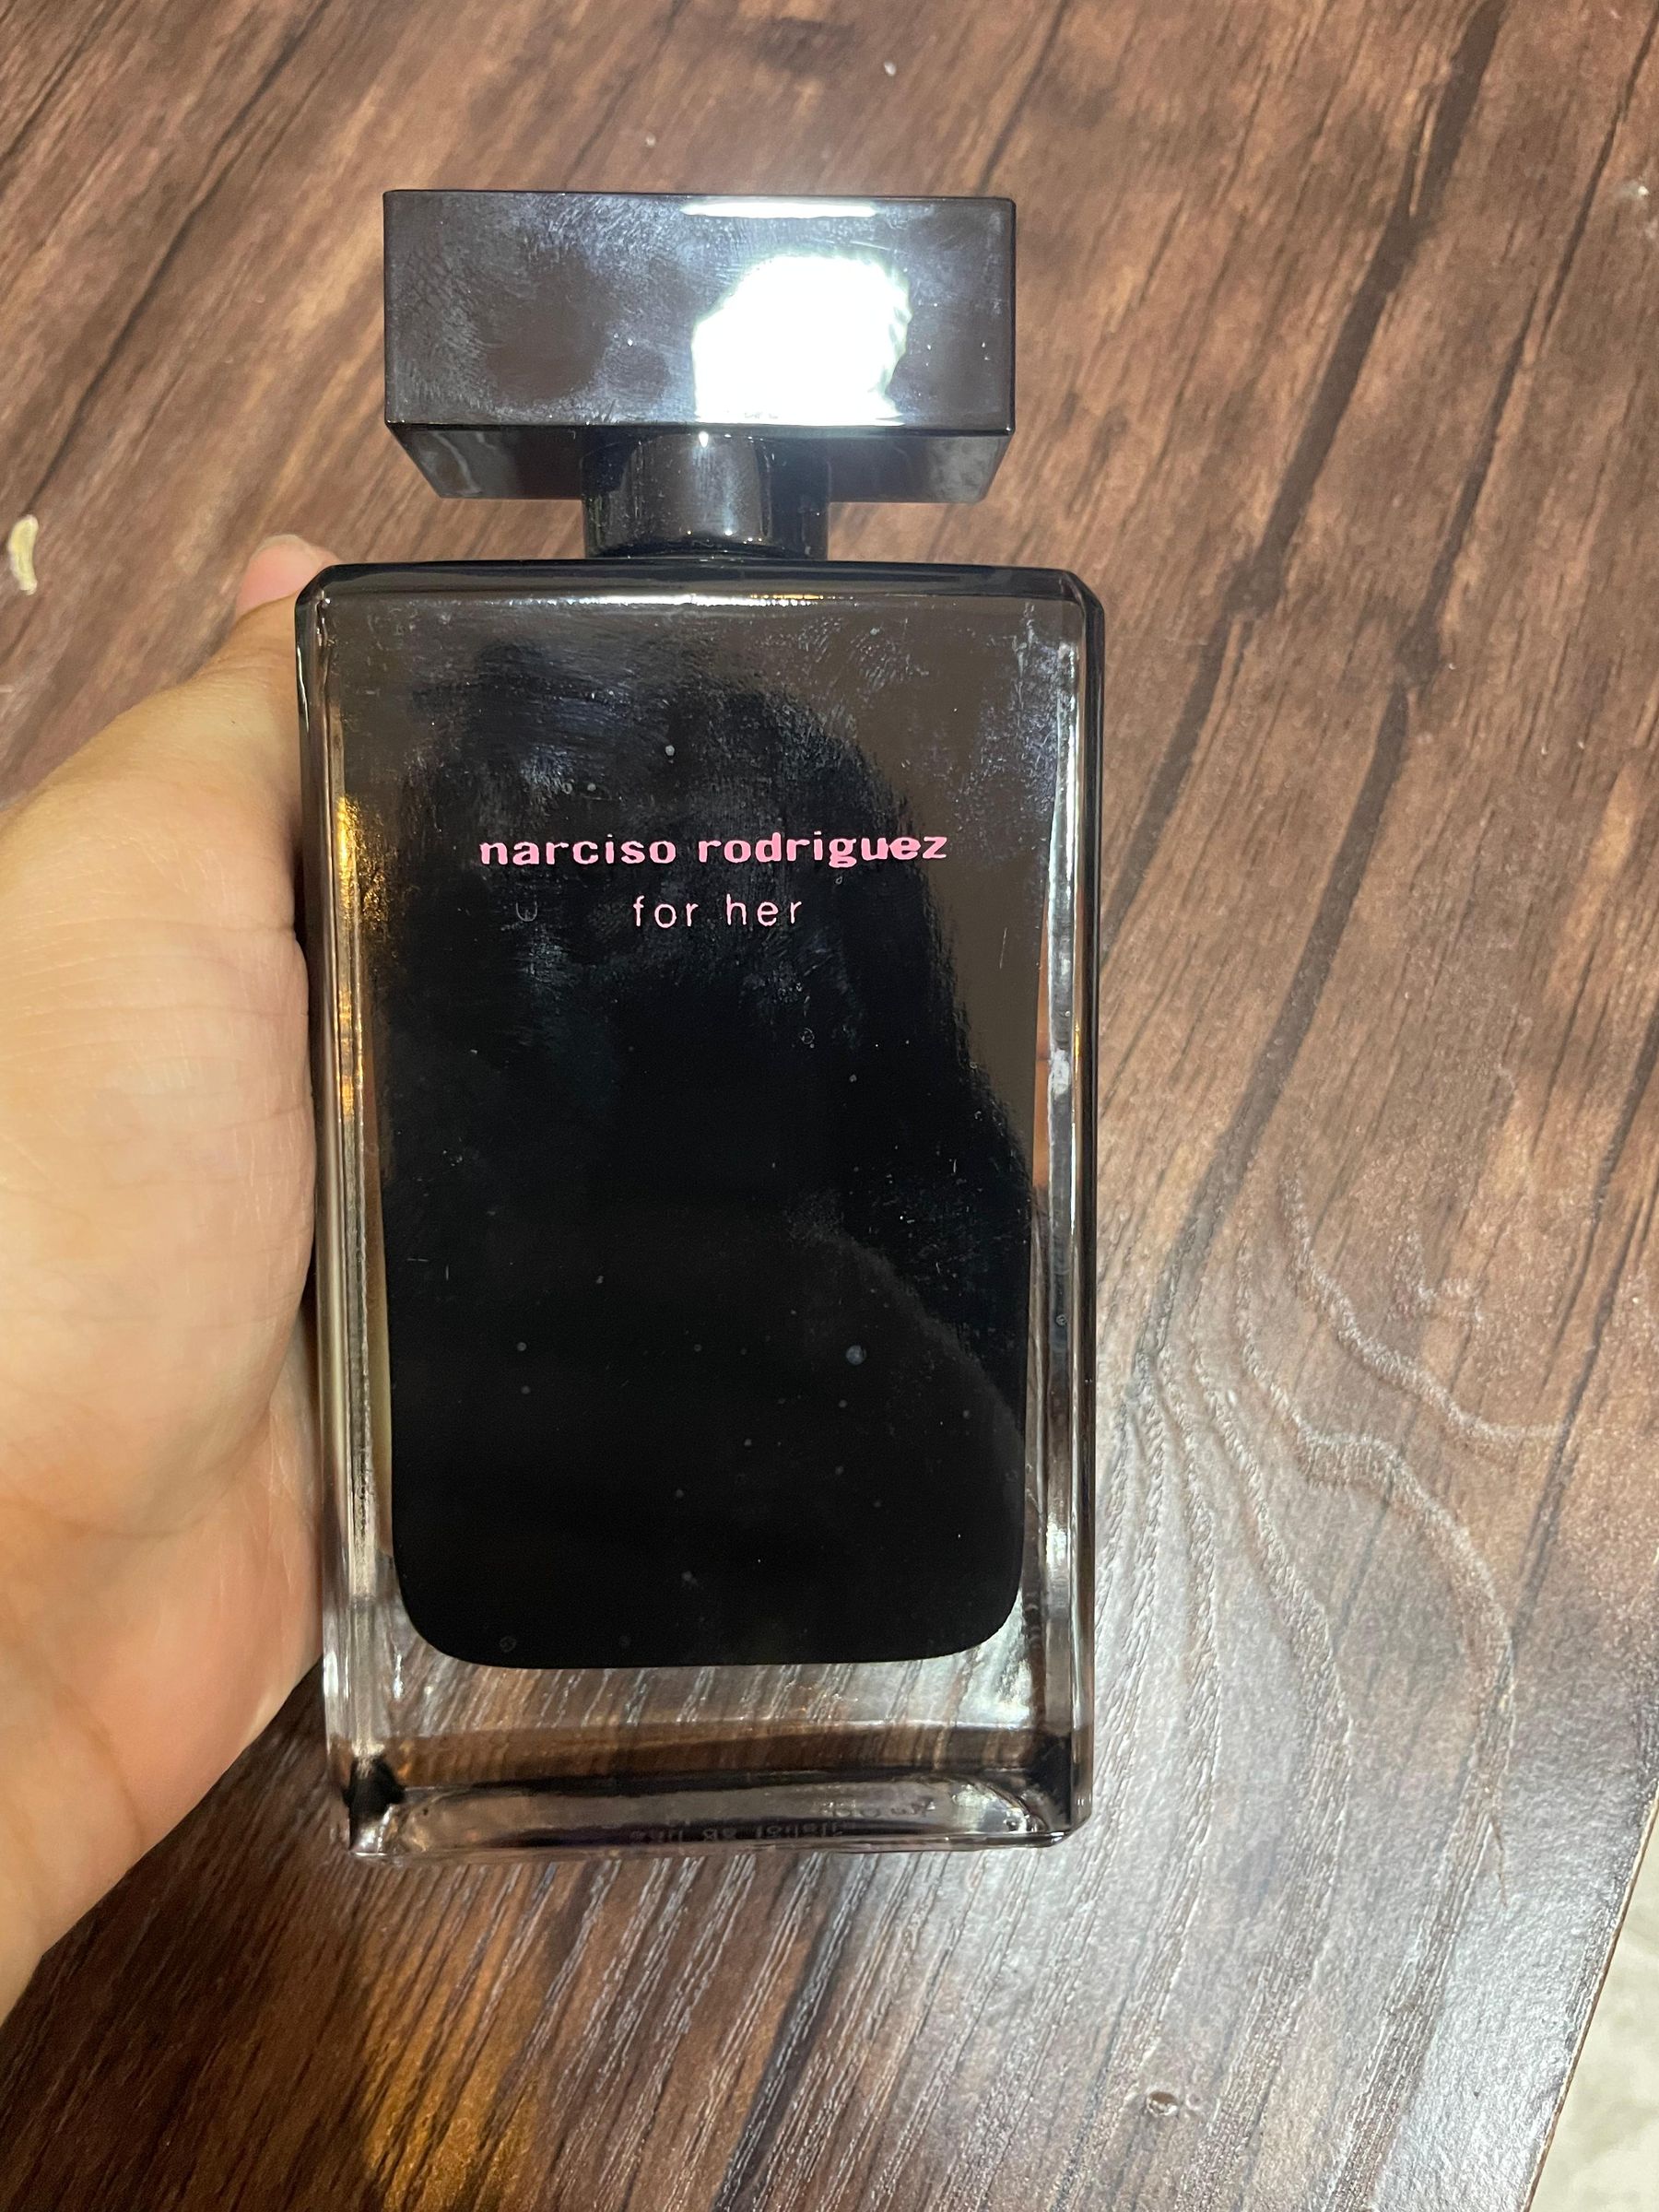 narciso rodriguez
for her